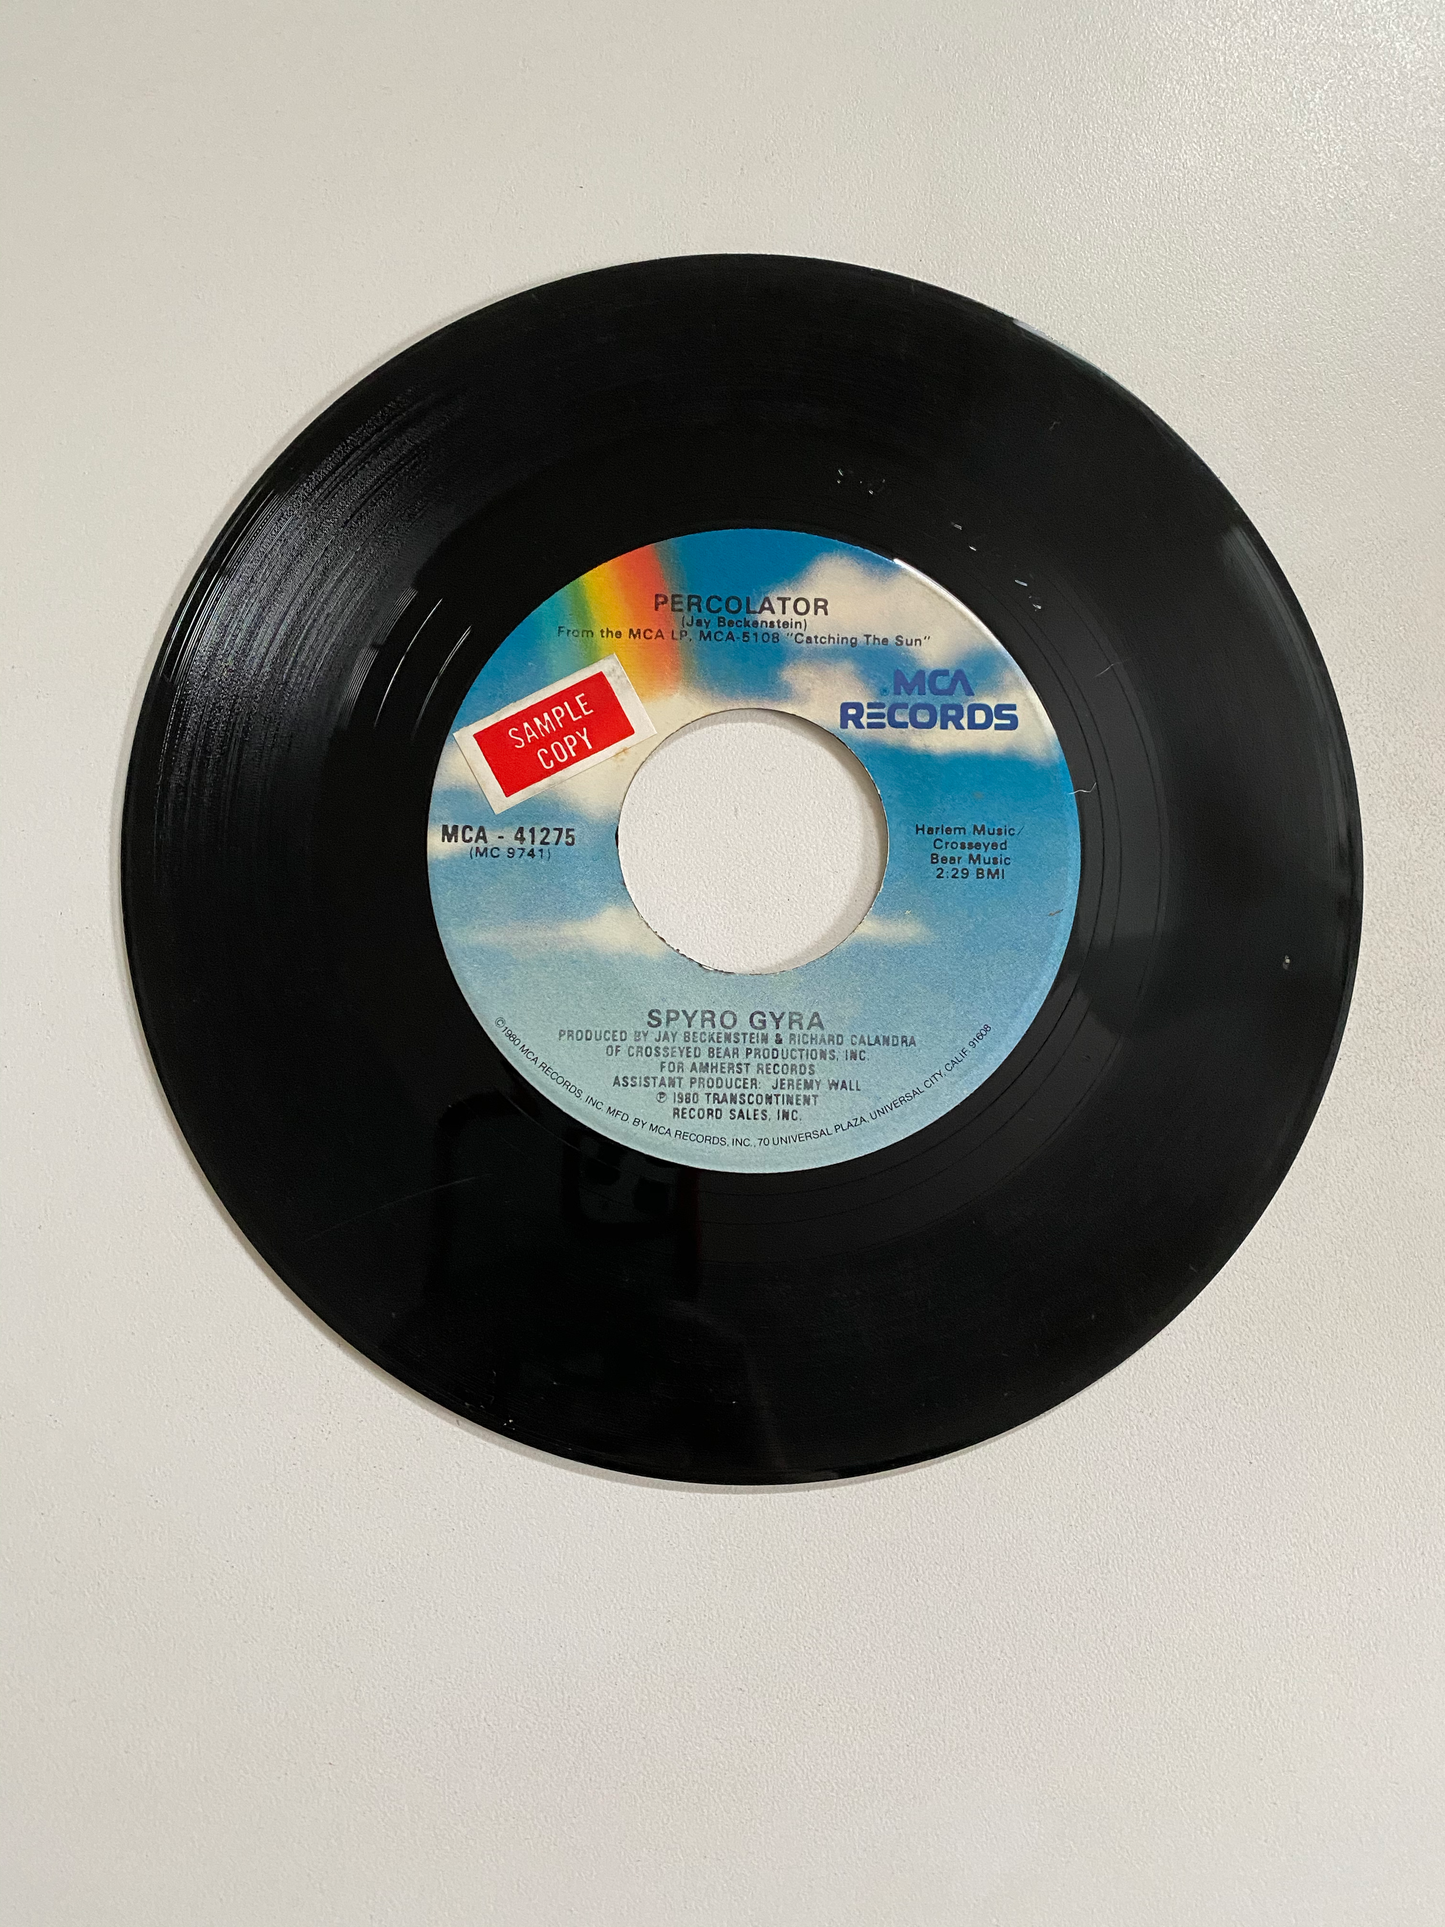 PERCOLATOR
(Jay Beckenstein)
From the MCA LP, MCA-5108 "Catching The Sun"
MCA
RECORDS
SAMPLE
COPY
MCA - 41275
(MC 9741)
Harlem Music/
Crosseyed
Bear Music
2:29 BMI
SPYRO GYRA
PRODUCED BY JAY BECKENSTEIN & RICHARD CALANDRA
OF CROSSEYED BEAR PRODUCTIONS, INC.
FOR AMHERST RECORDS
ASSISTANT PRODUCER: JEREMY WALL
℗ 1980 TRANSCONTINENT
RECORD SALES, INC.
©1980 MCA RECORDS, INC. MFD. BY MCA RECORDS, INC., 70 UNIVERSAL PLAZA, UNIVERSAL CITY, CALIF. 91608